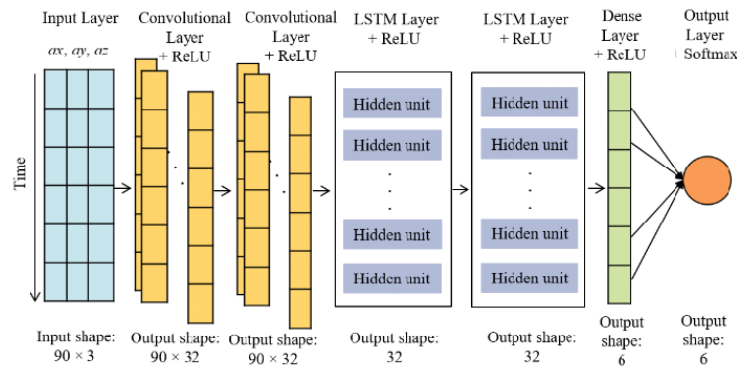 Input Layer
ax, ay, az
Time
Input shape:
90 × 3
Convolutional
Layer
+ ReLU
Output shape:
90 × 32
Convolutional
Layer
+ ReLU
Output shape:
90 × 32
LSTM Layer
+ ReLU
Hidden unit
Hidden unit
Hidden unit
Hidden unit
Output shape:
32
LSTM Layer
+ ReLU
Hidden unit
Hidden unit
Hidden unit
Hidden unit
Output shape:
32
Dense
Layer
+ ReLU
Output
shape:
6
Output
Layer
+ Softmax
Output
shape:
6